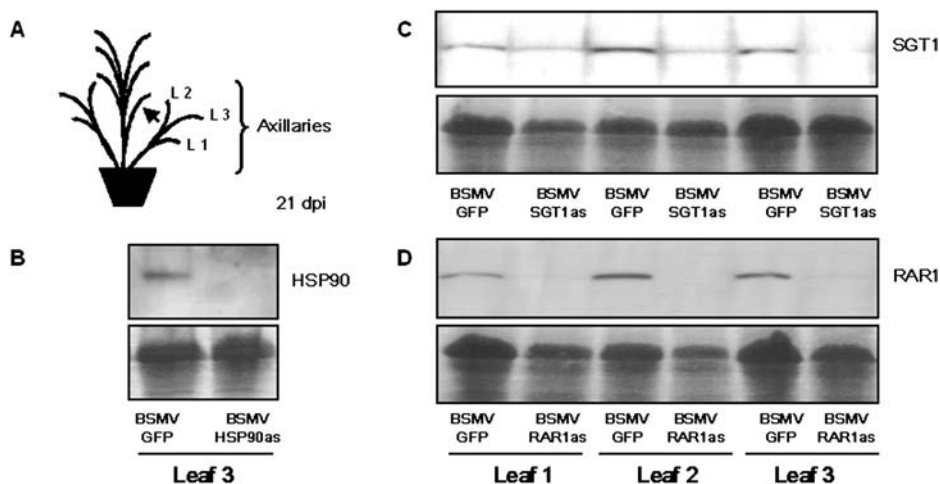 A
L 2
L 3
L 1
Axillaries
21 dpi
B
HSP90
BSMV GFP
BSMV HSP90as
Leaf 3
C
SGT1
BSMV GFP
BSMV SGT1as
BSMV GFP
BSMV SGT1as
BSMV GFP
BSMV SGT1as
D
RAR1
BSMV GFP
BSMV RAR1as
BSMV GFP
BSMV RAR1as
BSMV GFP
BSMV RAR1as
Leaf 1
Leaf 2
Leaf 3